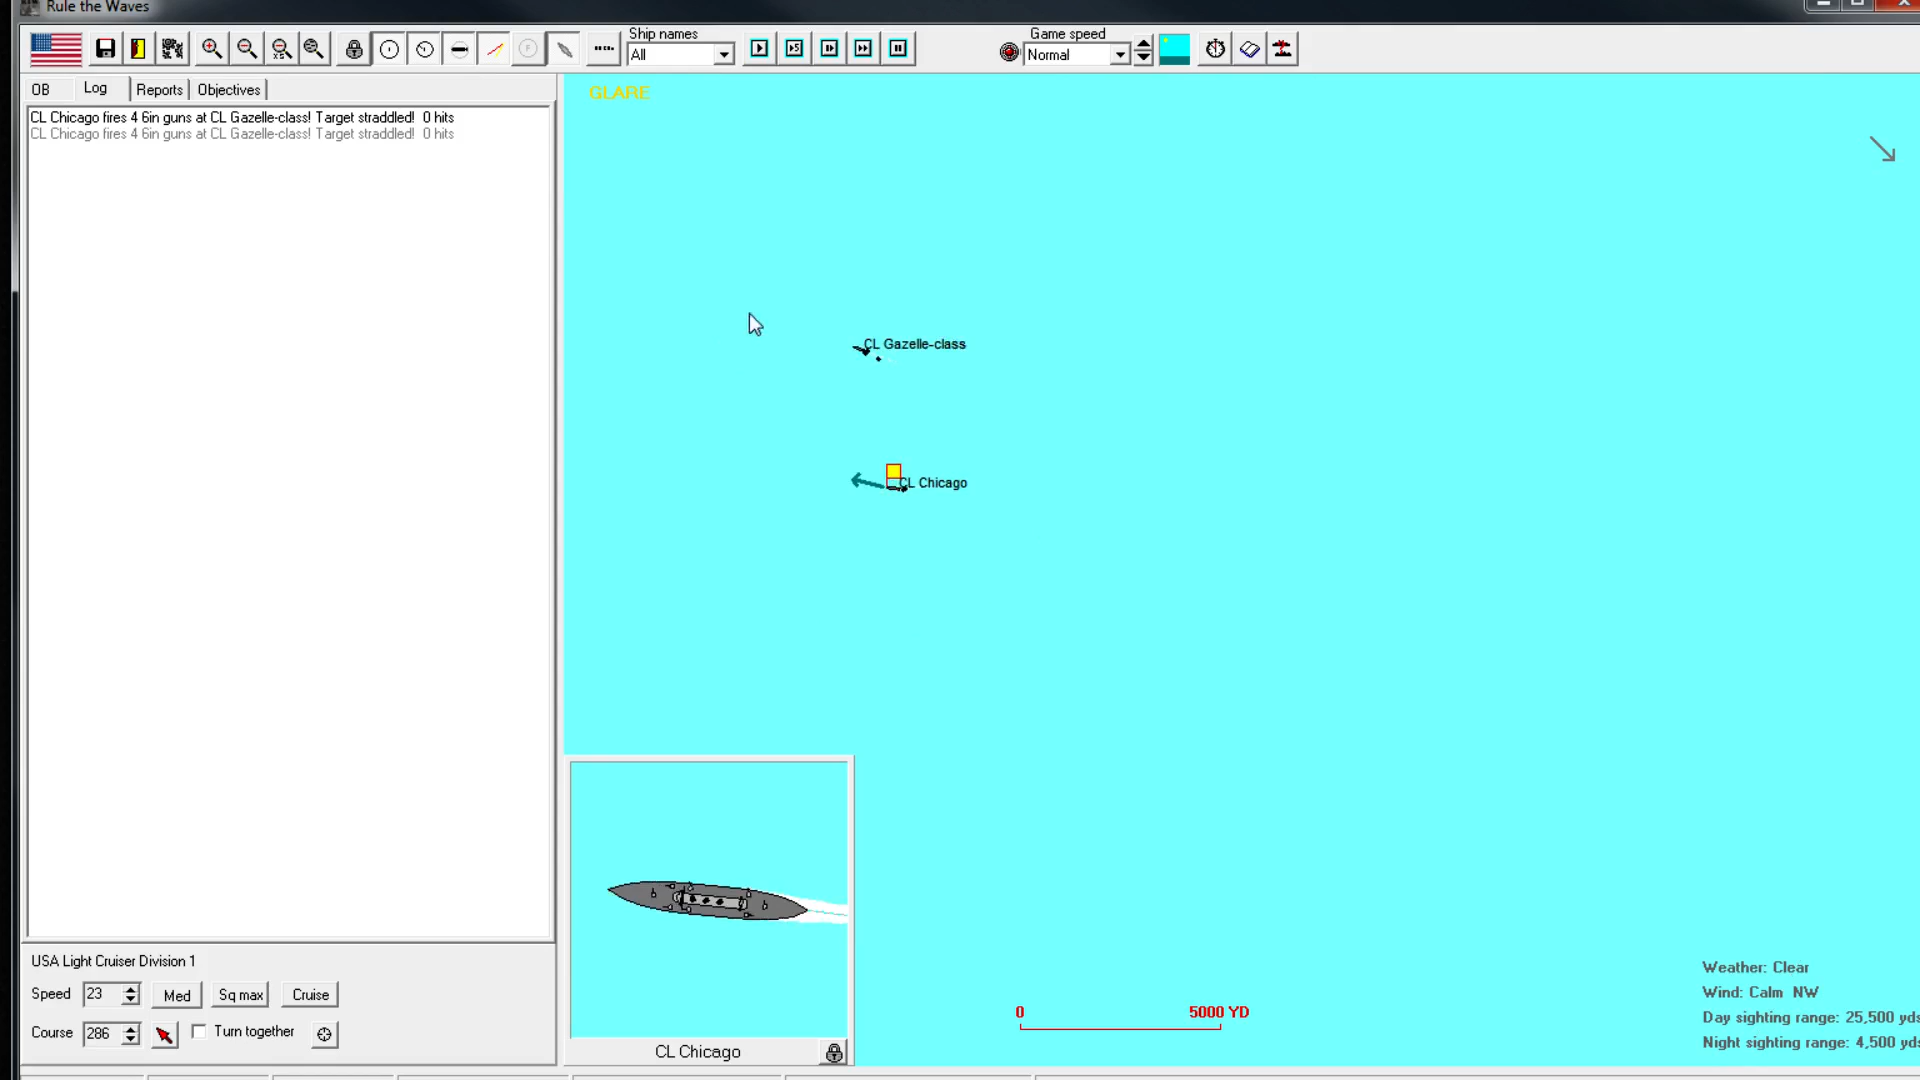 Rule the Waves
Ship names
All
Game speed
Normal
OB
Log
Reports
Objectives
CL Chicago fires 4 6in guns at CL Gazelle-class! Target straddled!  0 hits
CL Chicago fires 4 6in guns at CL Gazelle-class! Target straddled!  0 hits
GLARE
CL Gazelle-class
CL Chicago
USA Light Cruiser Division 1
Speed 23 Med Sq max Cruise
Course 286 Turn together
CL Chicago
0 5000 YD
Weather: Clear
Wind: Calm  NW
Day sighting range: 25,500 yds
Night sighting range: 4,500 yds